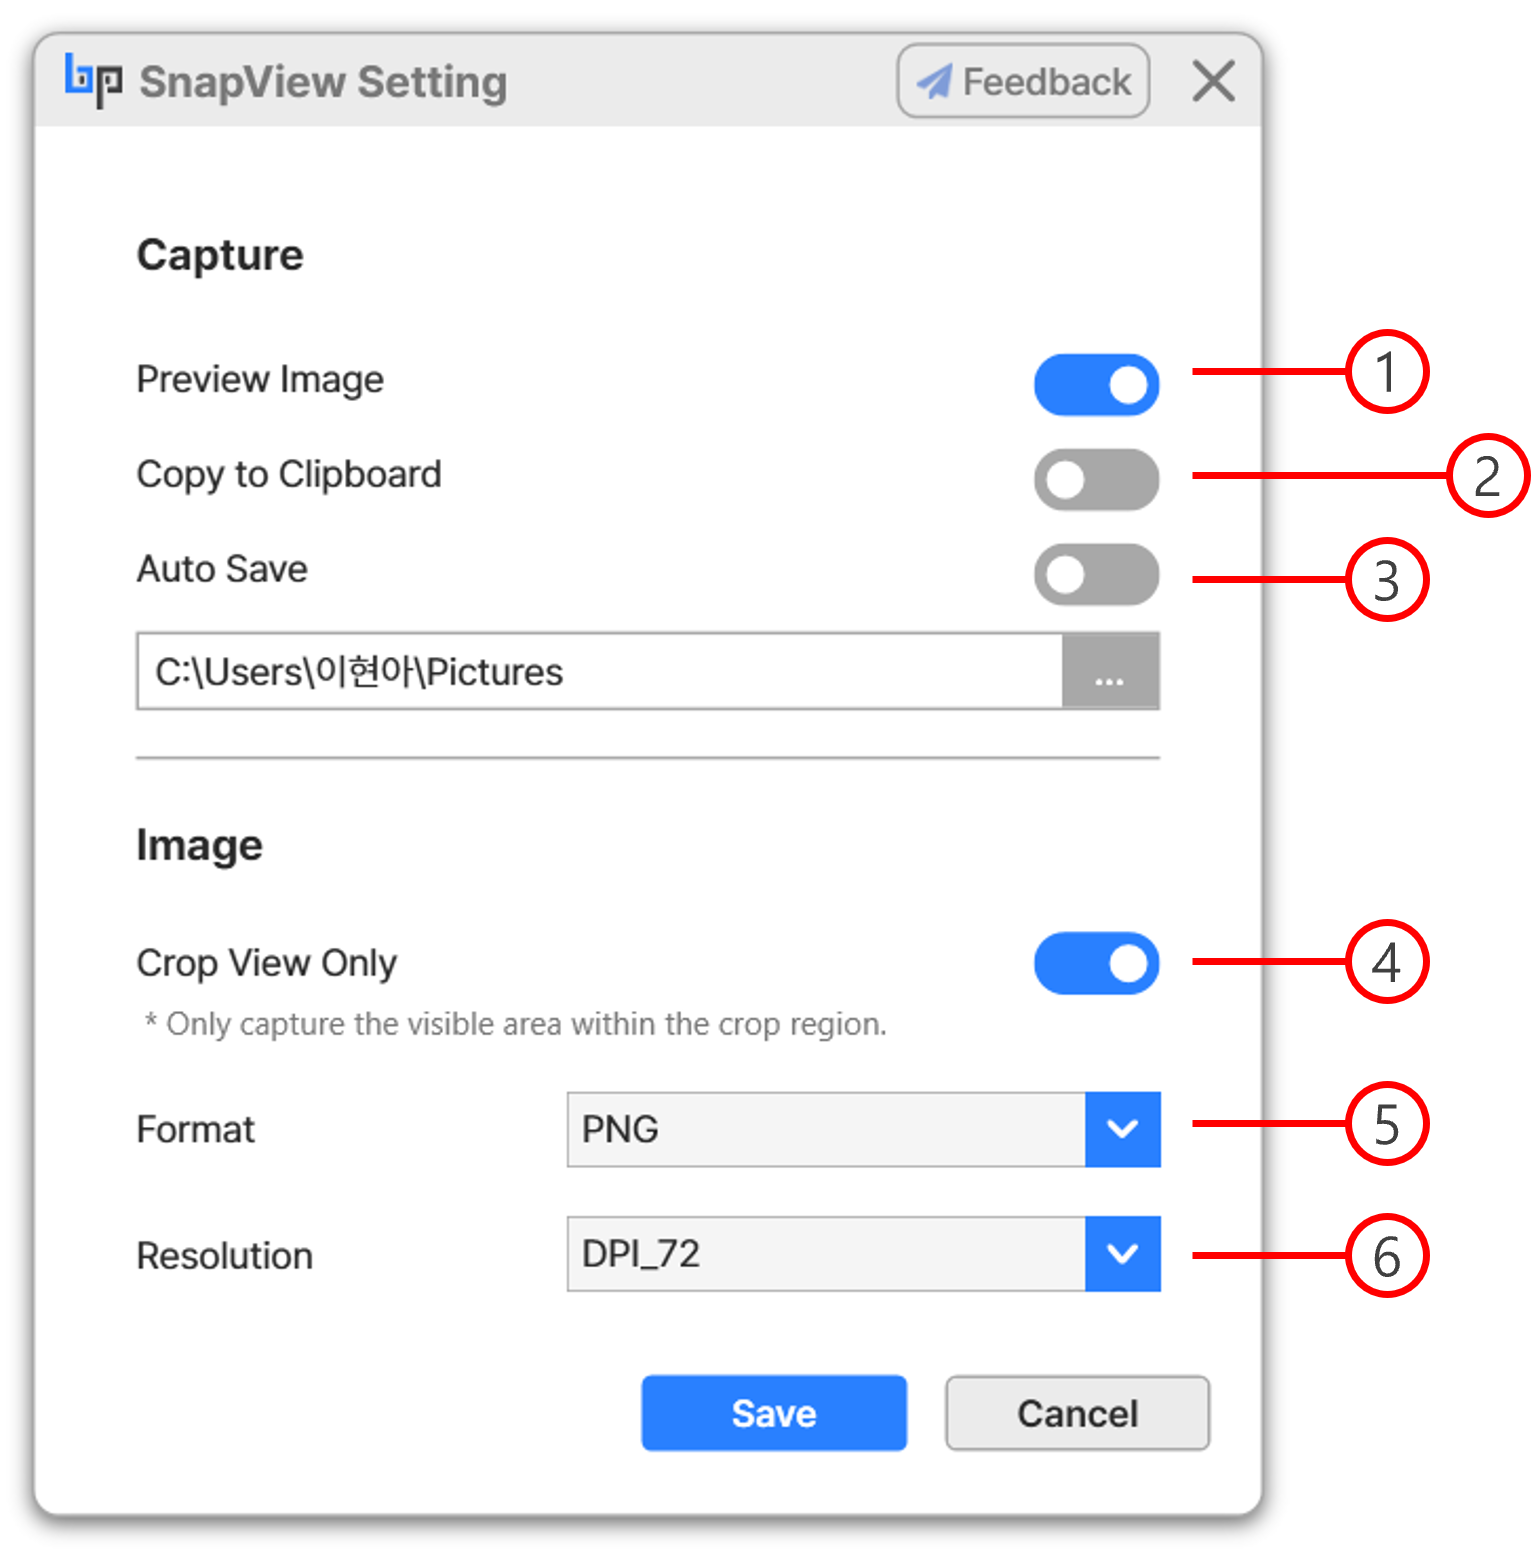 bp SnapView Setting Feedback
Capture
Preview Image 1
Copy to Clipboard 2
Auto Save 3
C:\Users\이현아\Pictures ...
Image
Crop View Only 4
* Only capture the visible area within the crop region.
Format PNG 5
Resolution DPI_72 6
Save Cancel